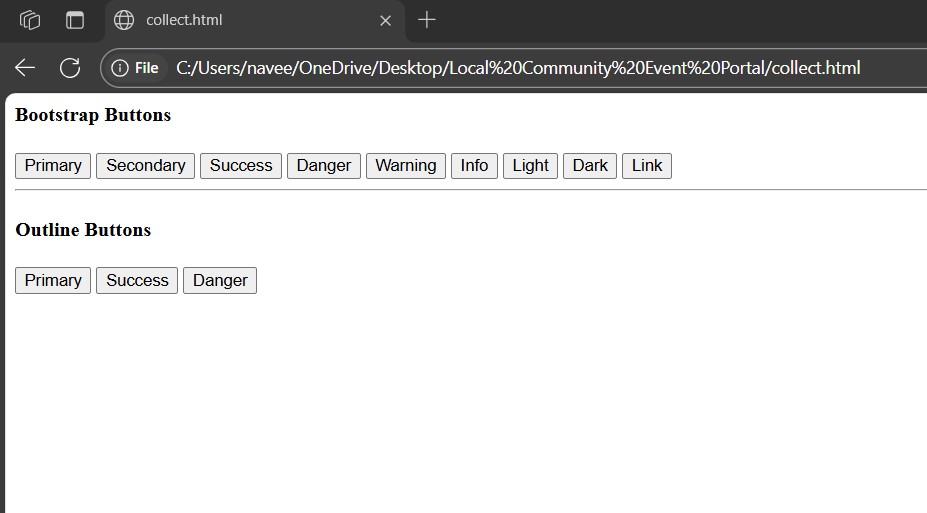 collect.html
File C:/Users/navee/OneDrive/Desktop/Local%20Community%20Event%20Portal/collect.html
Bootstrap Buttons
Primary Secondary Success Danger Warning Info Light Dark Link
Outline Buttons
Primary Success Danger